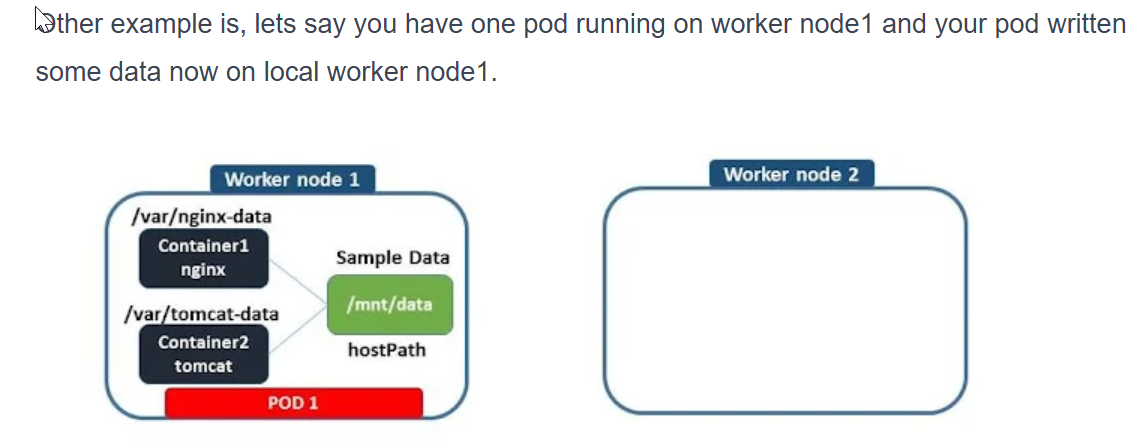 Other example is, lets say you have one pod running on worker node1 and your pod written
some data now on local worker node1.
Worker node 1
/var/nginx-data
Container1
nginx
Sample Data
/mnt/data
hostPath
/var/tomcat-data
Container2
tomcat
POD 1
Worker node 2